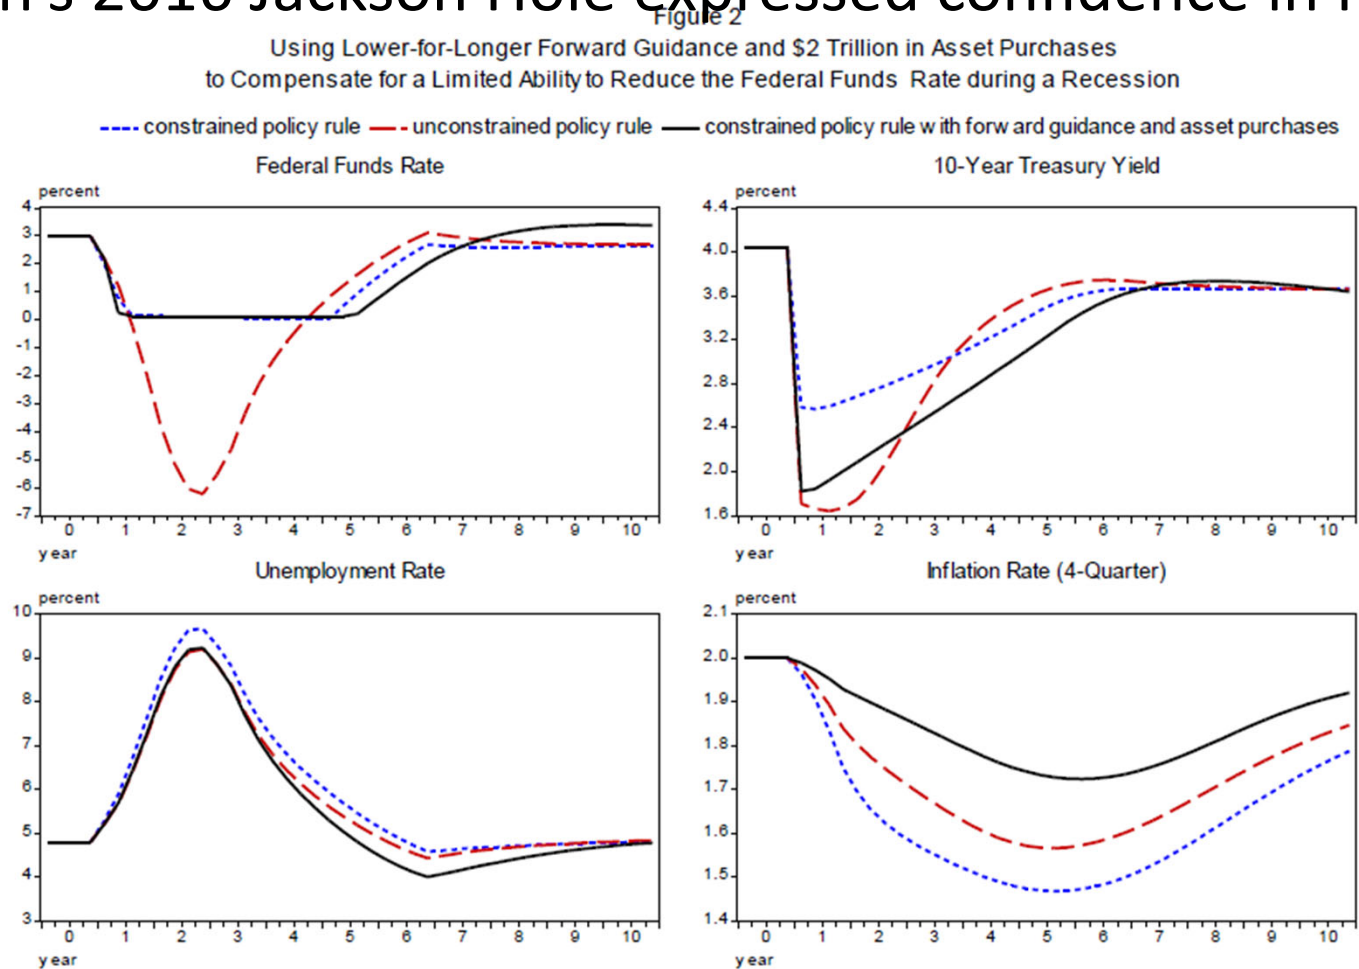 n's 2016 Jackson Hole expressed confidence in
Figure 2
Using Lower-for-Longer Forward Guidance and $2 Trillion in Asset Purchases
to Compensate for a Limited Ability to Reduce the Federal Funds Rate during a Recession
constrained policy rule unconstrained policy rule constrained policy rule with forward guidance and asset purchases
Federal Funds Rate
percent
4
3
2
1
0
-1
-2
-3
-4
-5
-6
-7
0 1 2 3 4 5 6 7 8 9 10
year
10-Year Treasury Yield
percent
4.4
4.0
3.6
3.2
2.8
2.4
2.0
1.6
0 1 2 3 4 5 6 7 8 9 10
year
Unemployment Rate
percent
10
9
8
7
6
5
4
3
0 1 2 3 4 5 6 7 8 9 10
year
Inflation Rate (4-Quarter)
percent
2.1
2.0
1.9
1.8
1.7
1.6
1.5
1.4
0 1 2 3 4 5 6 7 8 9 10
year